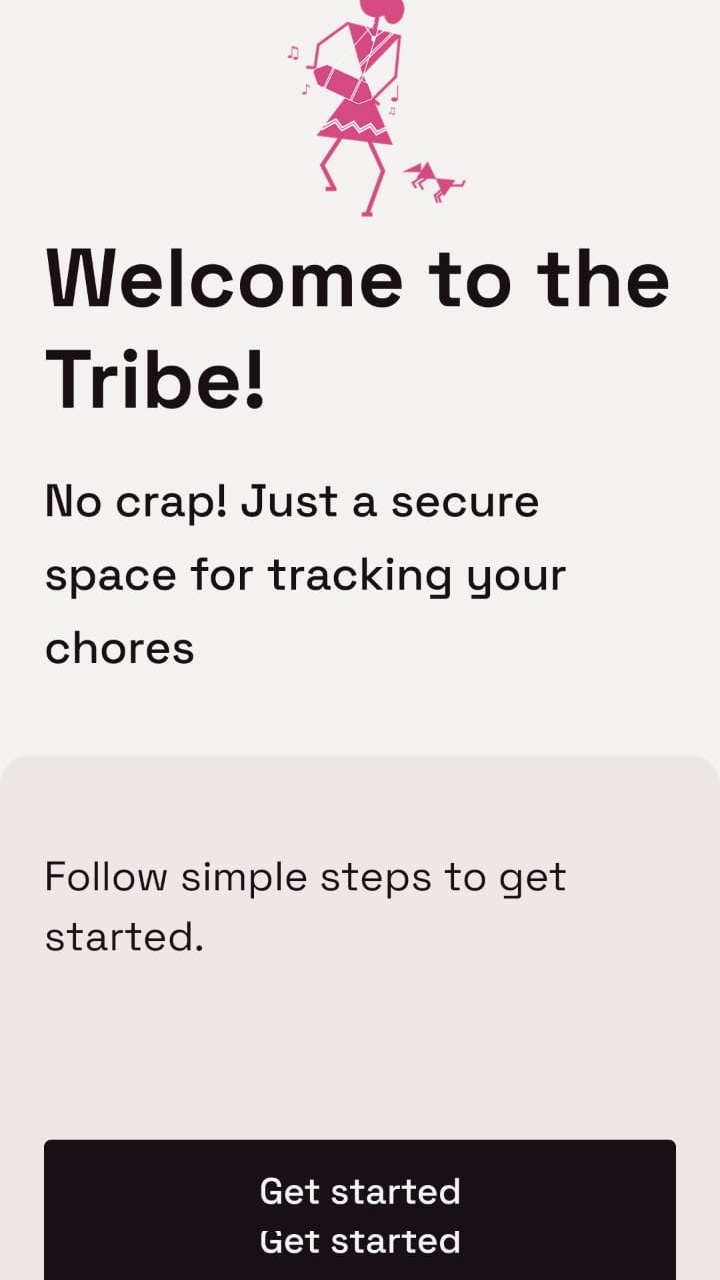 Welcome to the
Tribe!
No crap! Just a secure
space for tracking your
chores
Follow simple steps to get
started.
Get started
Get started